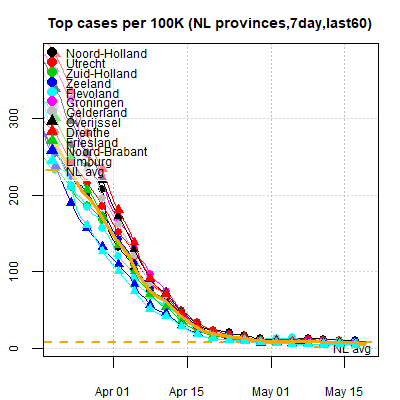 Top cases per 100K (NL provinces,7day,last60)
Noord-Holland
Utrecht
Zuid-Holland
Zeeland
Flevoland
Groningen
Gelderland
Overijssel
Drenthe
Friesland
Noord-Brabant
Limburg
NL avg
300
200
100
0
NL avg
Apr 01 Apr 15 May 01 May 15